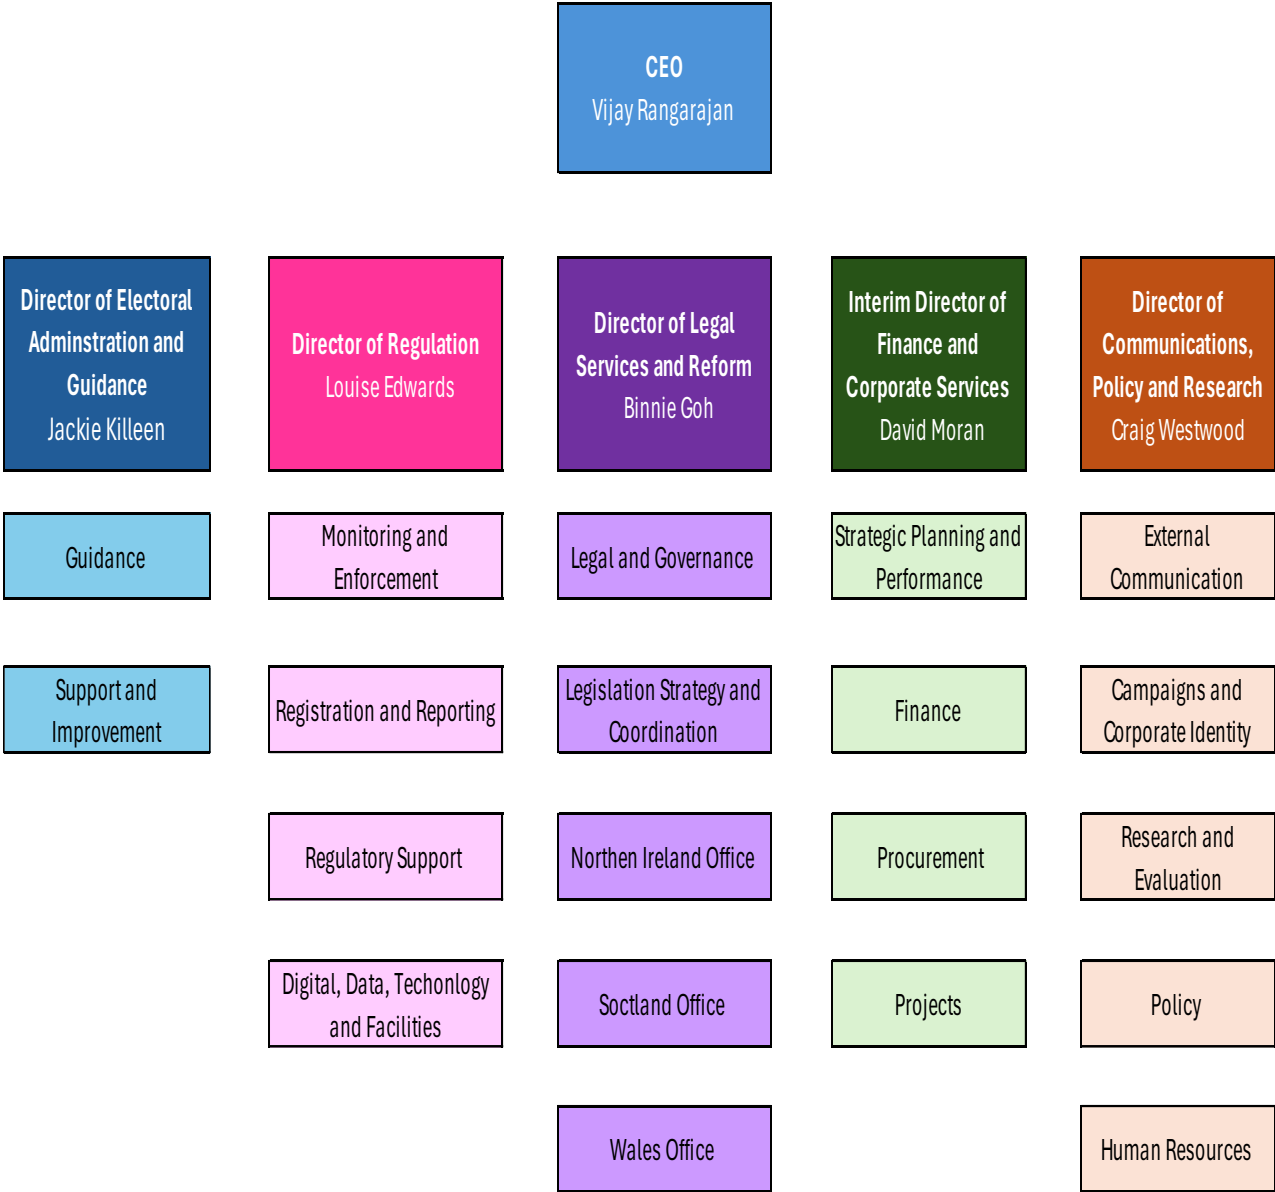 CEO
Vijay Rangarajan
Director of Electoral
Adminstration and
Guidance
Jackie Killeen
Director of Regulation
Louise Edwards
Director of Legal
Services and Reform
Binnie Goh
Interim Director of
Finance and
Corporate Services
David Moran
Director of
Communications,
Policy and Research
Craig Westwood
Guidance
Monitoring and
Enforcement
Legal and Governance
Strategic Planning and
Performance
External
Communication
Support and
Improvement
Registration and Reporting
Legislation Strategy and
Coordination
Finance
Campaigns and
Corporate Identity
Regulatory Support
Northen Ireland Office
Procurement
Research and
Evaluation
Digital, Data, Techonlogy
and Facilities
Soctland Office
Projects
Policy
Wales Office
Human Resources